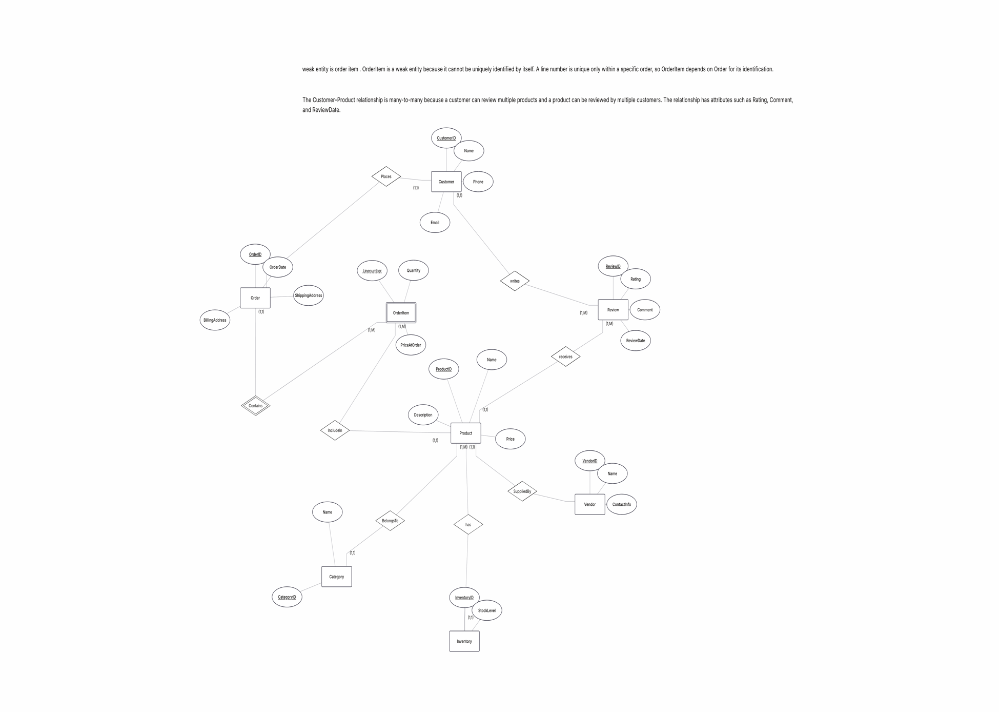 weak entity is order item . OrderItem is a weak entity because it cannot be uniquely identified by itself. A line number is unique only within a specific order, so OrderItem depends on Order for its identification.
The Customer–Product relationship is many-to-many because a customer can review multiple products and a product can be reviewed by multiple customers. The relationship has attributes such as Rating, Comment,
and ReviewDate.
CustomerID
Name
Places
Customer
Phone
(1,1)
(1,1)
Email
OrderID
OrderDate
Linenumber
Quantity
ReviewID
Rating
writes
Order
ShippingAddress
(1,1)
BillingAddress
OrderItem
(1,M)
(1,M)
PriceAtOrder
Review
Comment
(1,M)
(1,M)
ReviewDate
receives
ProductID
Name
Contains
(1,1)
Description
IncludeIn
Product
Price
(1,1)
(1,M)
(1,1)
VendorID
Name
SuppliedBy
Vendor
ContactInfo
Name
BelongsTo
has
(1,1)
Category
CategoryID
InventoryID
StockLevel
(1,1)
Inventory